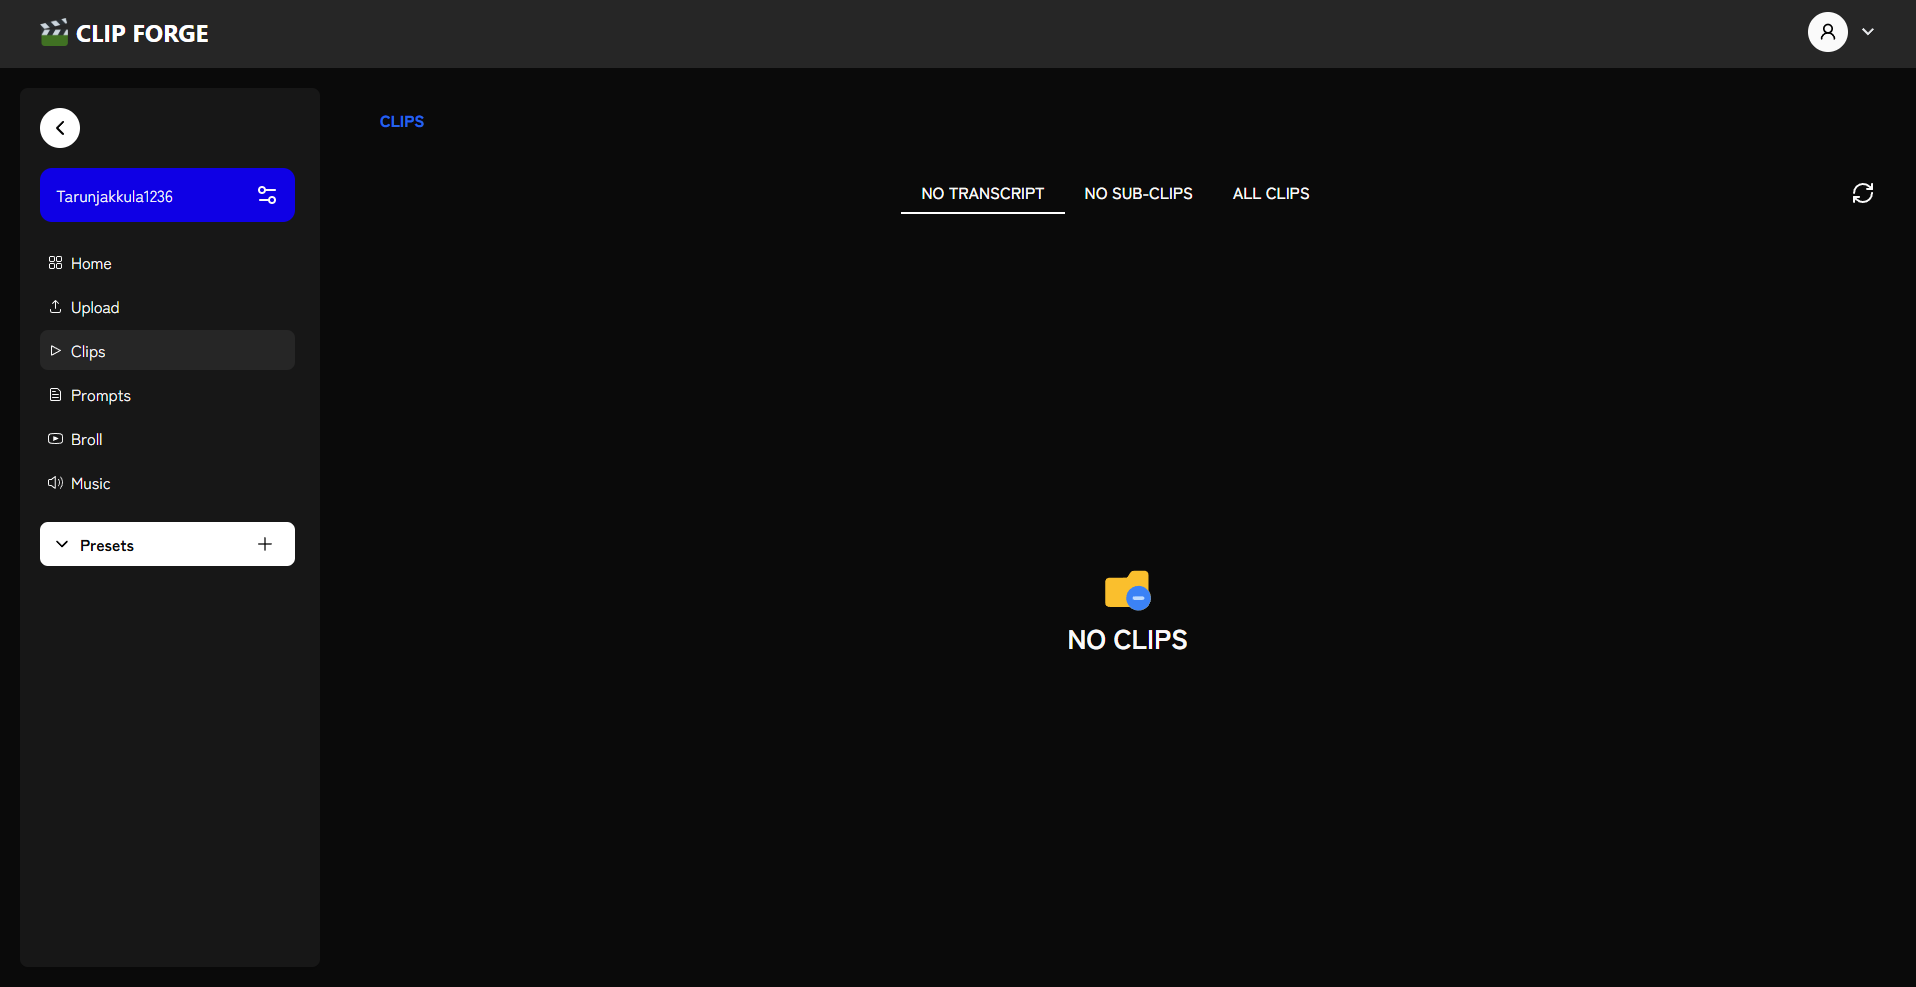 CLIP FORGE
Tarunjakkula1236
Home
Upload
Clips
Prompts
Broll
Music
Presets
CLIPS
NO TRANSCRIPT NO SUB-CLIPS ALL CLIPS
NO CLIPS